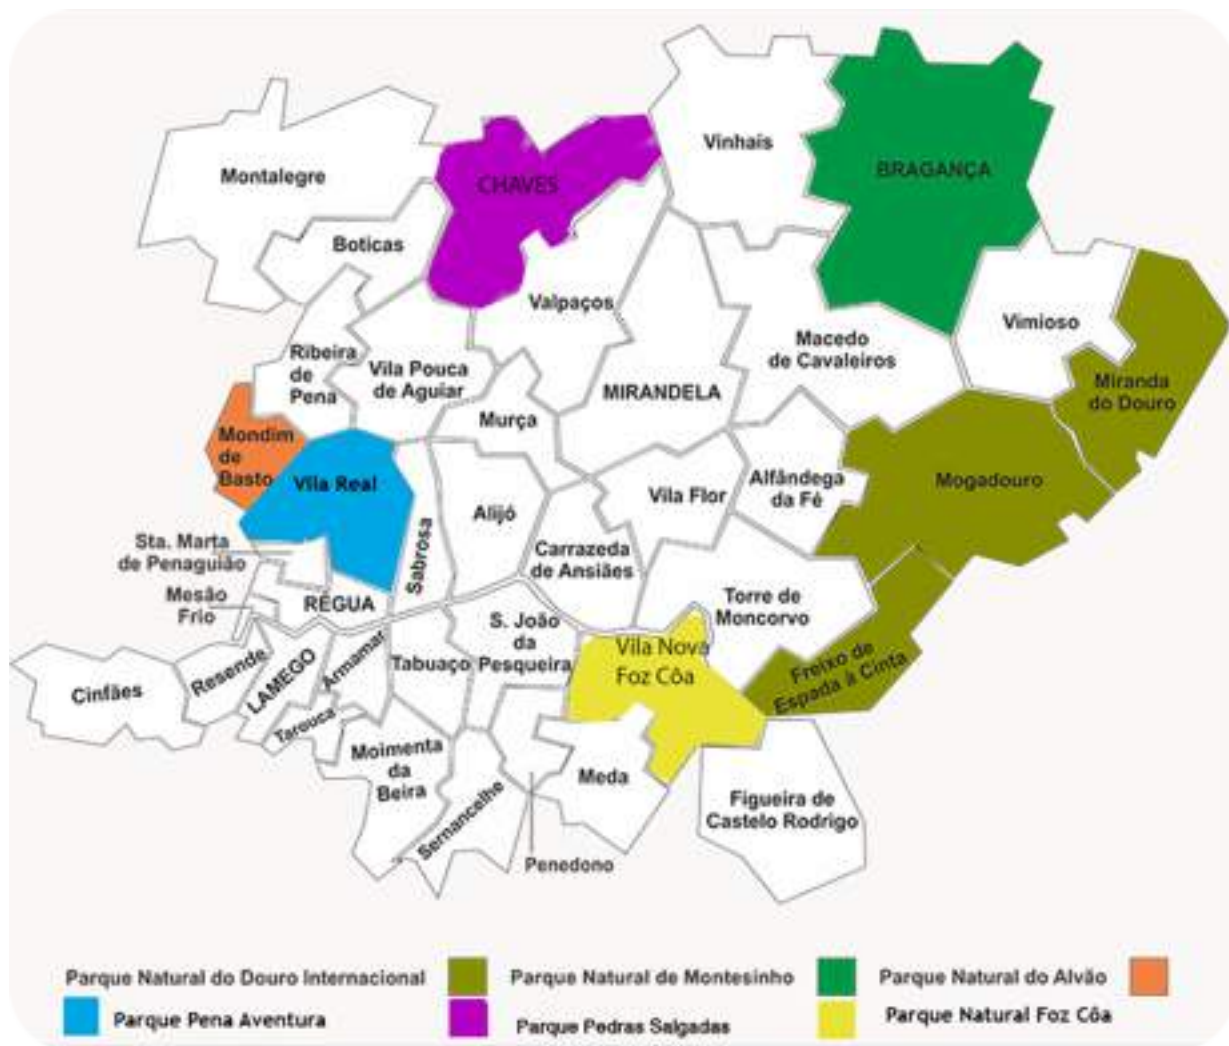 Vinhais
BRAGANÇA
Montalegre
CHAVES
Boticas
Valpaços
Vimioso
Macedo
de Cavaleiros
Ribeira
de
Pena
Vila Pouca
de Aguiar
MIRANDELA
Miranda
do Douro
Murça
Mondim
de
Basto
Vila Real
Alfândega
da Fé
Mogadouro
Vila Flor
Alijó
Sabrosa
Sta. Marta
de Penaguião
Carrazeda
de Ansiães
Mesão
Frio
RÉGUA
Torre de
Moncorvo
S. João
da
Pesqueira
Vila Nova
Foz Côa
Freixo de
Espada à Cinta
Cinfães
Resende
LAMEGO
Armamar
Tabuaço
Tarouca
Moimenta
da
Beira
Sernancelhe
Meda
Figueira de
Castelo Rodrigo
Penedono
Parque Natural do Douro Internacional
Parque Natural de Montesinho
Parque Natural do Alvão
Parque Pena Aventura
Parque Pedras Salgadas
Parque Natural Foz Côa